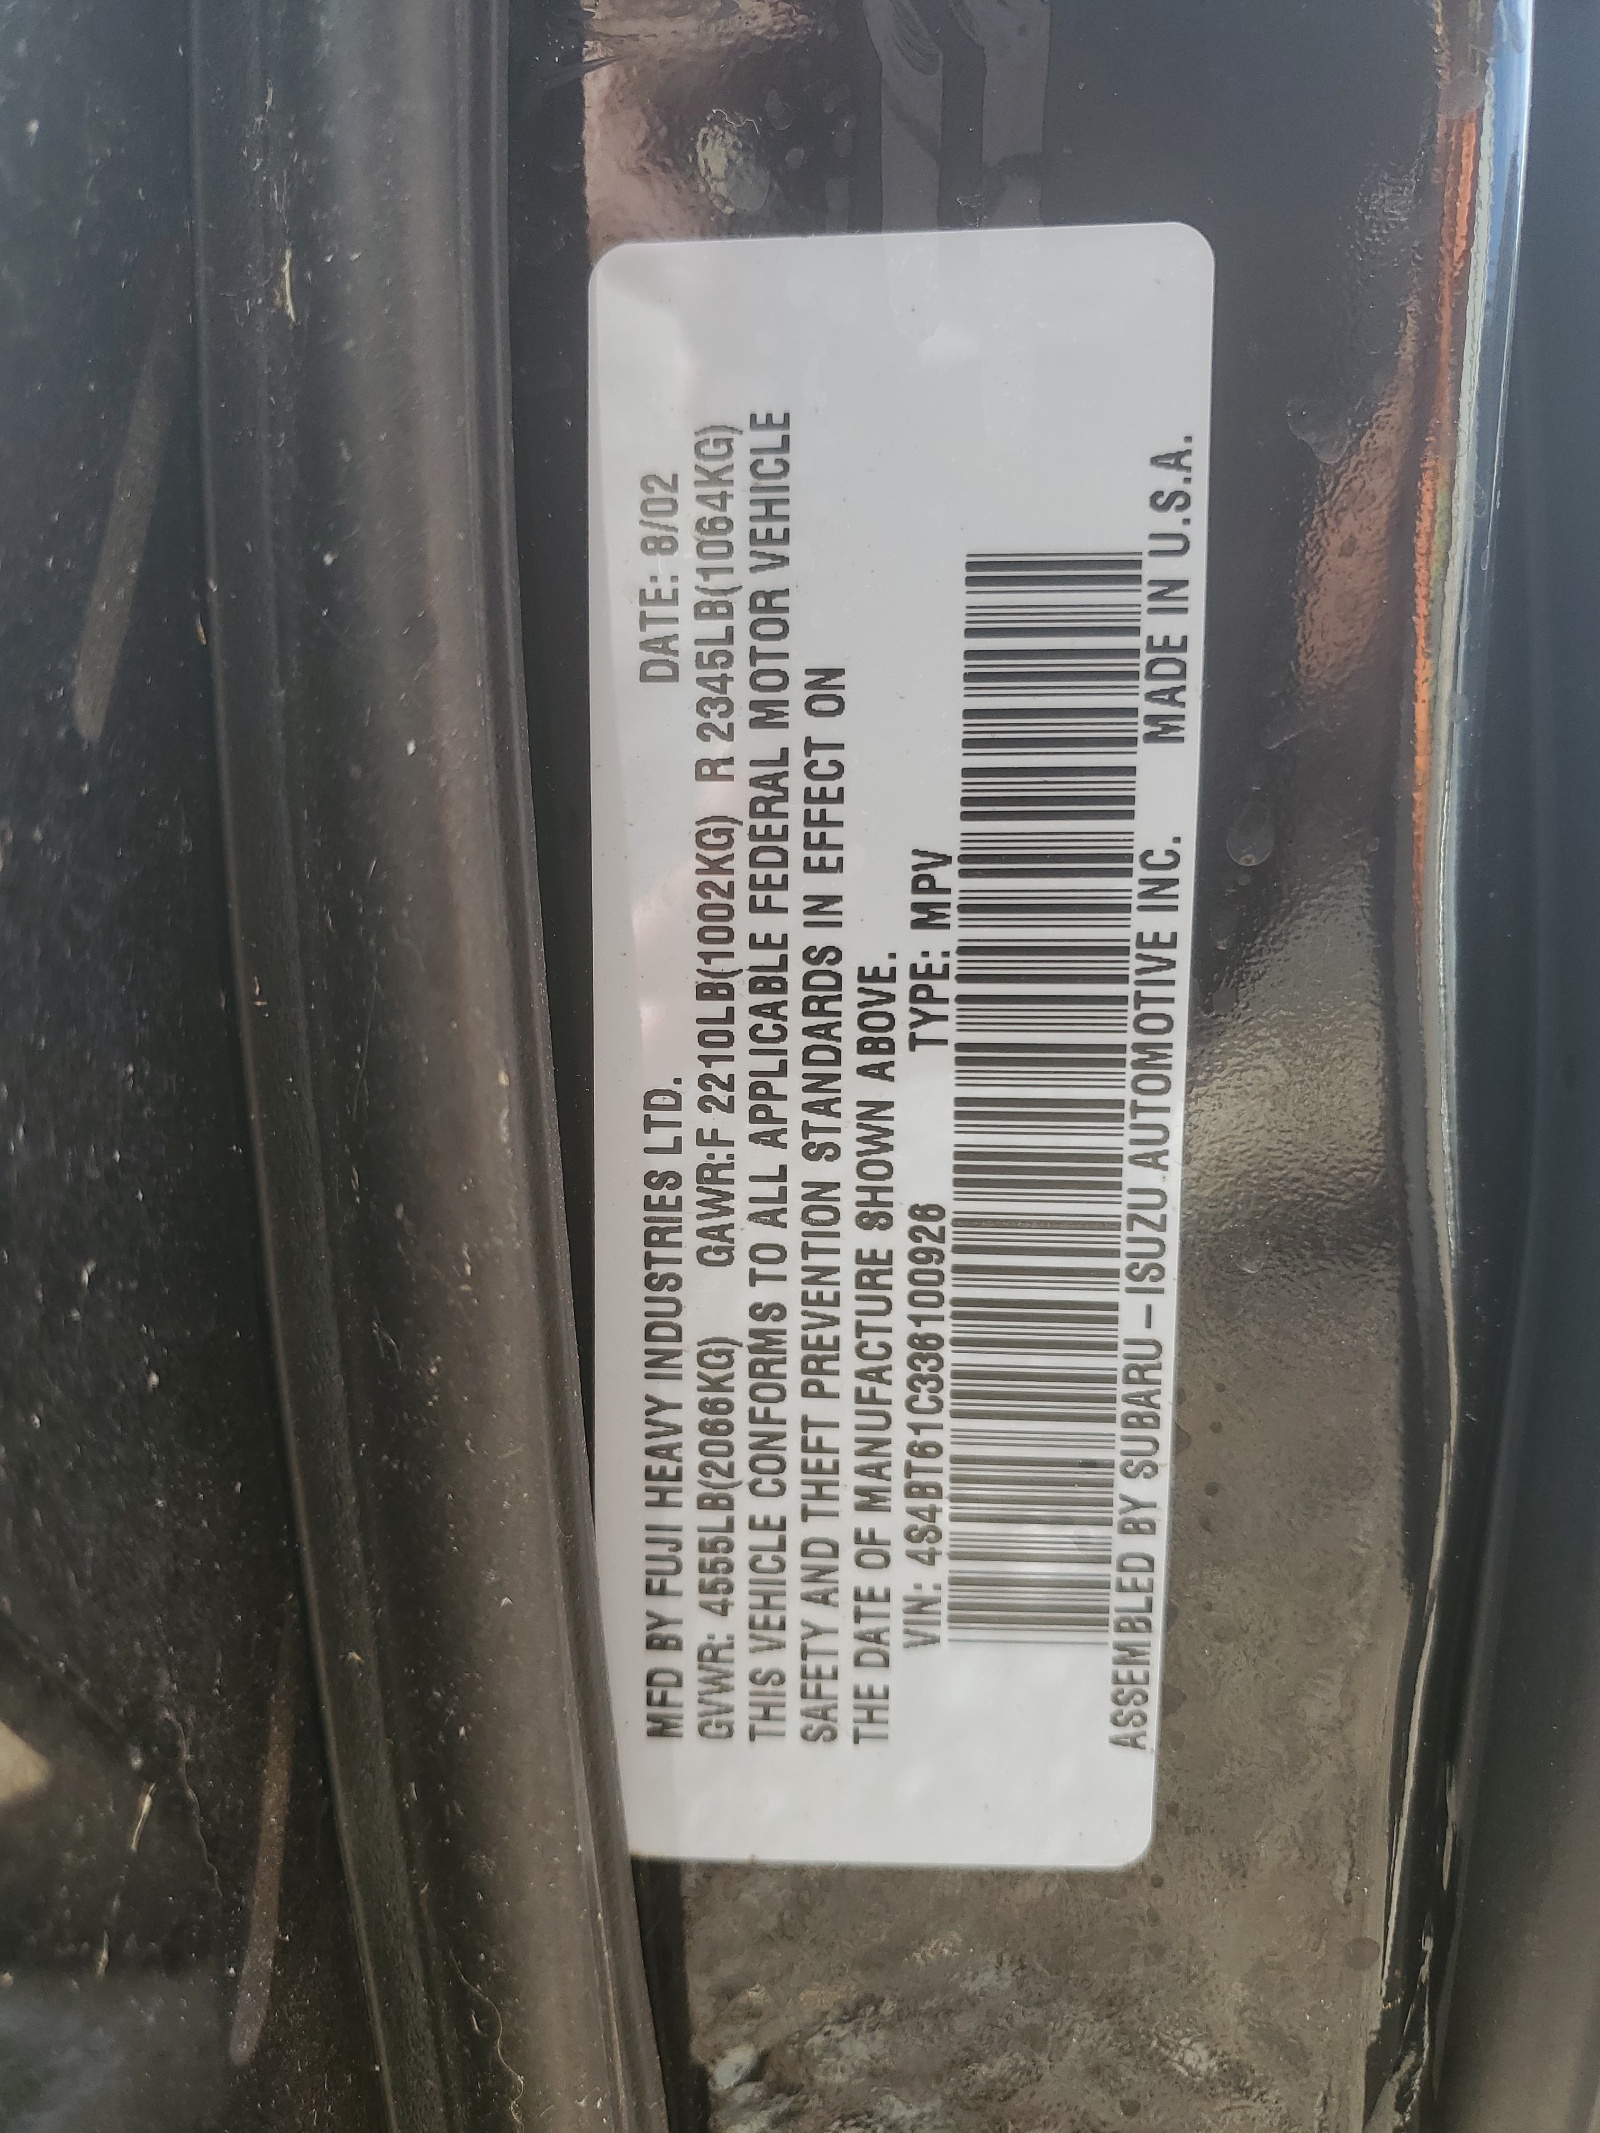 MFD BY FUJI HEAVY INDUSTRIES LTD. DATE: 8/02
GVWR: 4555LB(2066KG) GAWR:F 2210LB(1002KG) R 2345LB(1064KG)
THIS VEHICLE CONFORMS TO ALL APPLICABLE FEDERAL MOTOR VEHICLE
SAFETY AND THEFT PREVENTION STANDARDS IN EFFECT ON
THE DATE OF MANUFACTURE SHOWN ABOVE.
VIN: 4S4BT61C336100926 TYPE: MPV
ASSEMBLED BY SUBARU-ISUZU AUTOMOTIVE INC. MADE IN U.S.A.